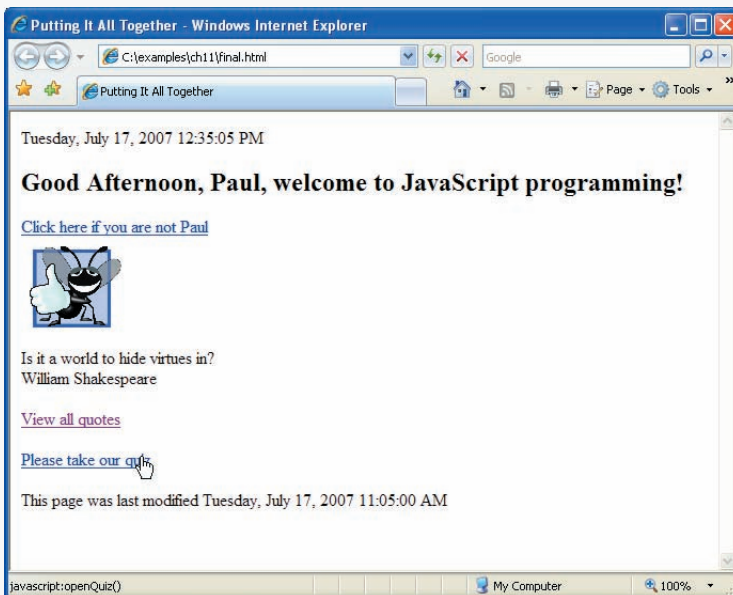 Putting It All Together - Windows Internet Explorer
C:\examples\ch11\final.html
Google
Putting It All Together
Page
Tools
Tuesday, July 17, 2007 12:35:05 PM
Good Afternoon, Paul, welcome to JavaScript programming!
Click here if you are not Paul
Is it a world to hide virtues in?
William Shakespeare
View all quotes
Please take our quiz
This page was last modified Tuesday, July 17, 2007 11:05:00 AM
javascript:openQuiz()
My Computer
100%